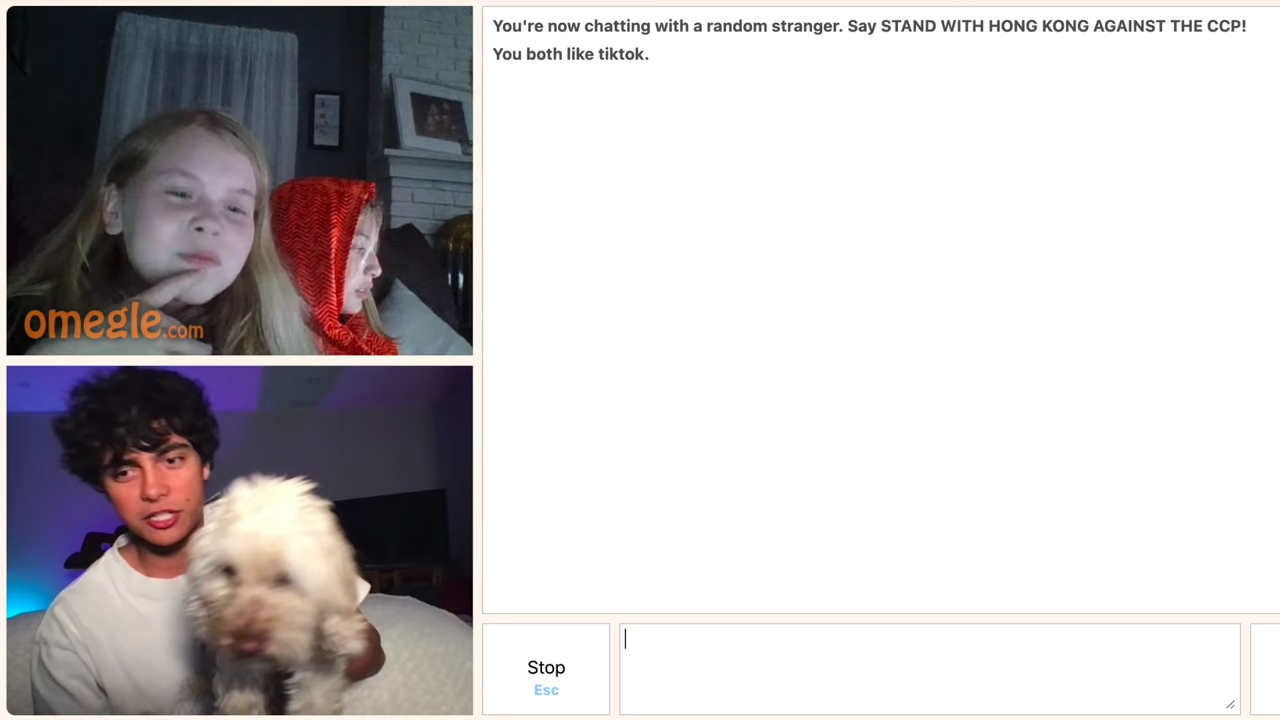 You're now chatting with a random stranger. Say STAND WITH HONG KONG AGAINST THE CCP!
You both like tiktok.
omegle.com
Stop
Esc